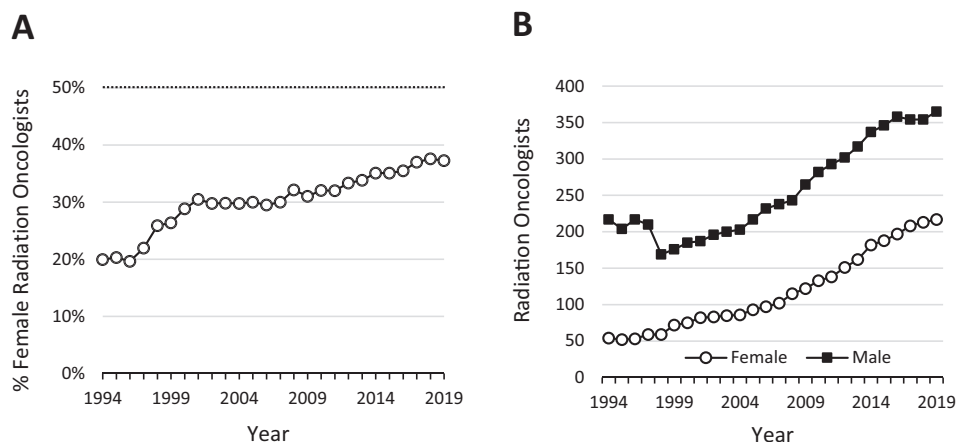 A
% Female Radiation Oncologists
50%
40%
30%
20%
10%
0%
1994 1999 2004 2009 2014 2019
Year
B
Radiation Oncologists
400
350
300
250
200
150
100
50
0
Female Male
1994 1999 2004 2009 2014 2019
Year